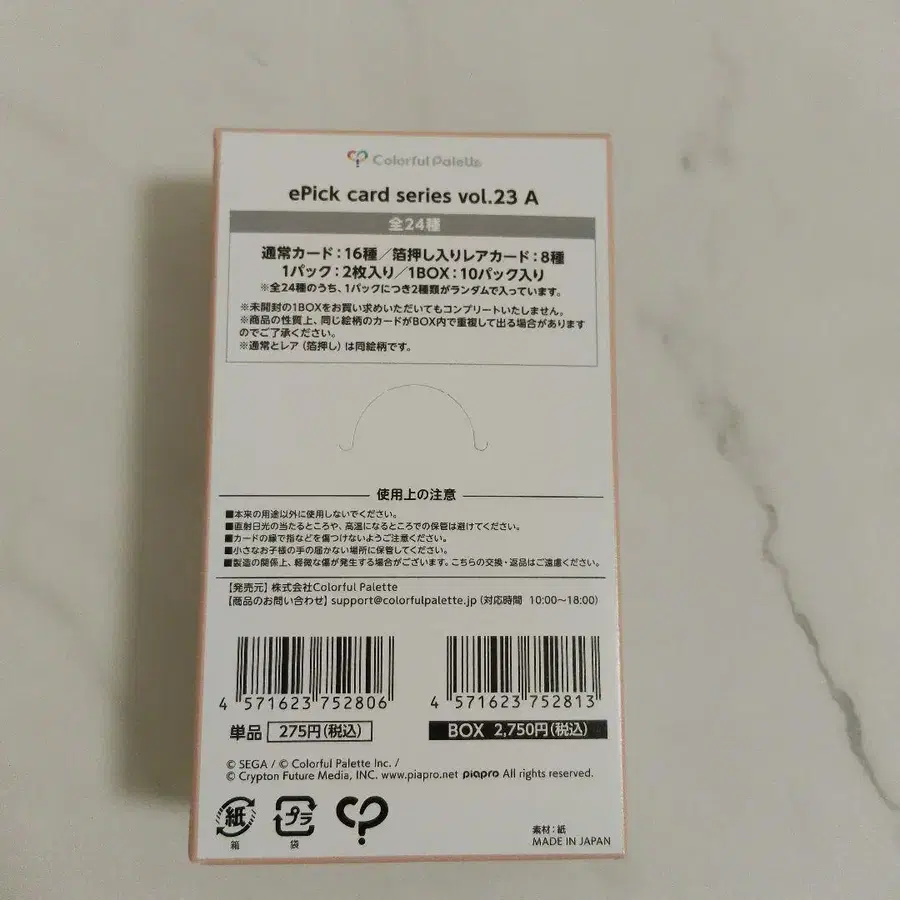 Colorful Palette
ePick card series vol.23 A
全24種
通常カード：16種／箔押し入りレアカード：8種
1パック：2枚入り／1BOX：10パック入り
※全24種のうち、1パックにつき2種類がランダムで入っています。
※未開封の1BOXをお買い求めいただいてもコンプリートいたしません。
※商品の性質上、同じ絵柄のカードがBOX内で重複して出る場合があります
のでご了承ください。
※通常とレア（箔押し）は同絵柄です。
使用上の注意
■本来の用途以外に使用しないでください。
■直射日光の当たるところや、高温になるところでの保管は避けてください。
■カードの縁で指などを傷つけないようご注意ください。
■小さなお子様の手の届かない場所に保管してください。
■製造の関係上、軽微な傷が発生する場合がございます。こちらの交換・返品はご遠慮ください。
【発売元】株式会社Colorful Palette
【商品のお問い合わせ】support@colorfulpalette.jp（対応時間 10:00～18:00）
4 571623 752806
4 571623 752813
単品 275円（税込）
BOX 2,750円（税込）
© SEGA / © Colorful Palette Inc. /
© Crypton Future Media, INC. www.piapro.net piapro All rights reserved.
紙
箱
プラ
袋
素材：紙
MADE IN JAPAN